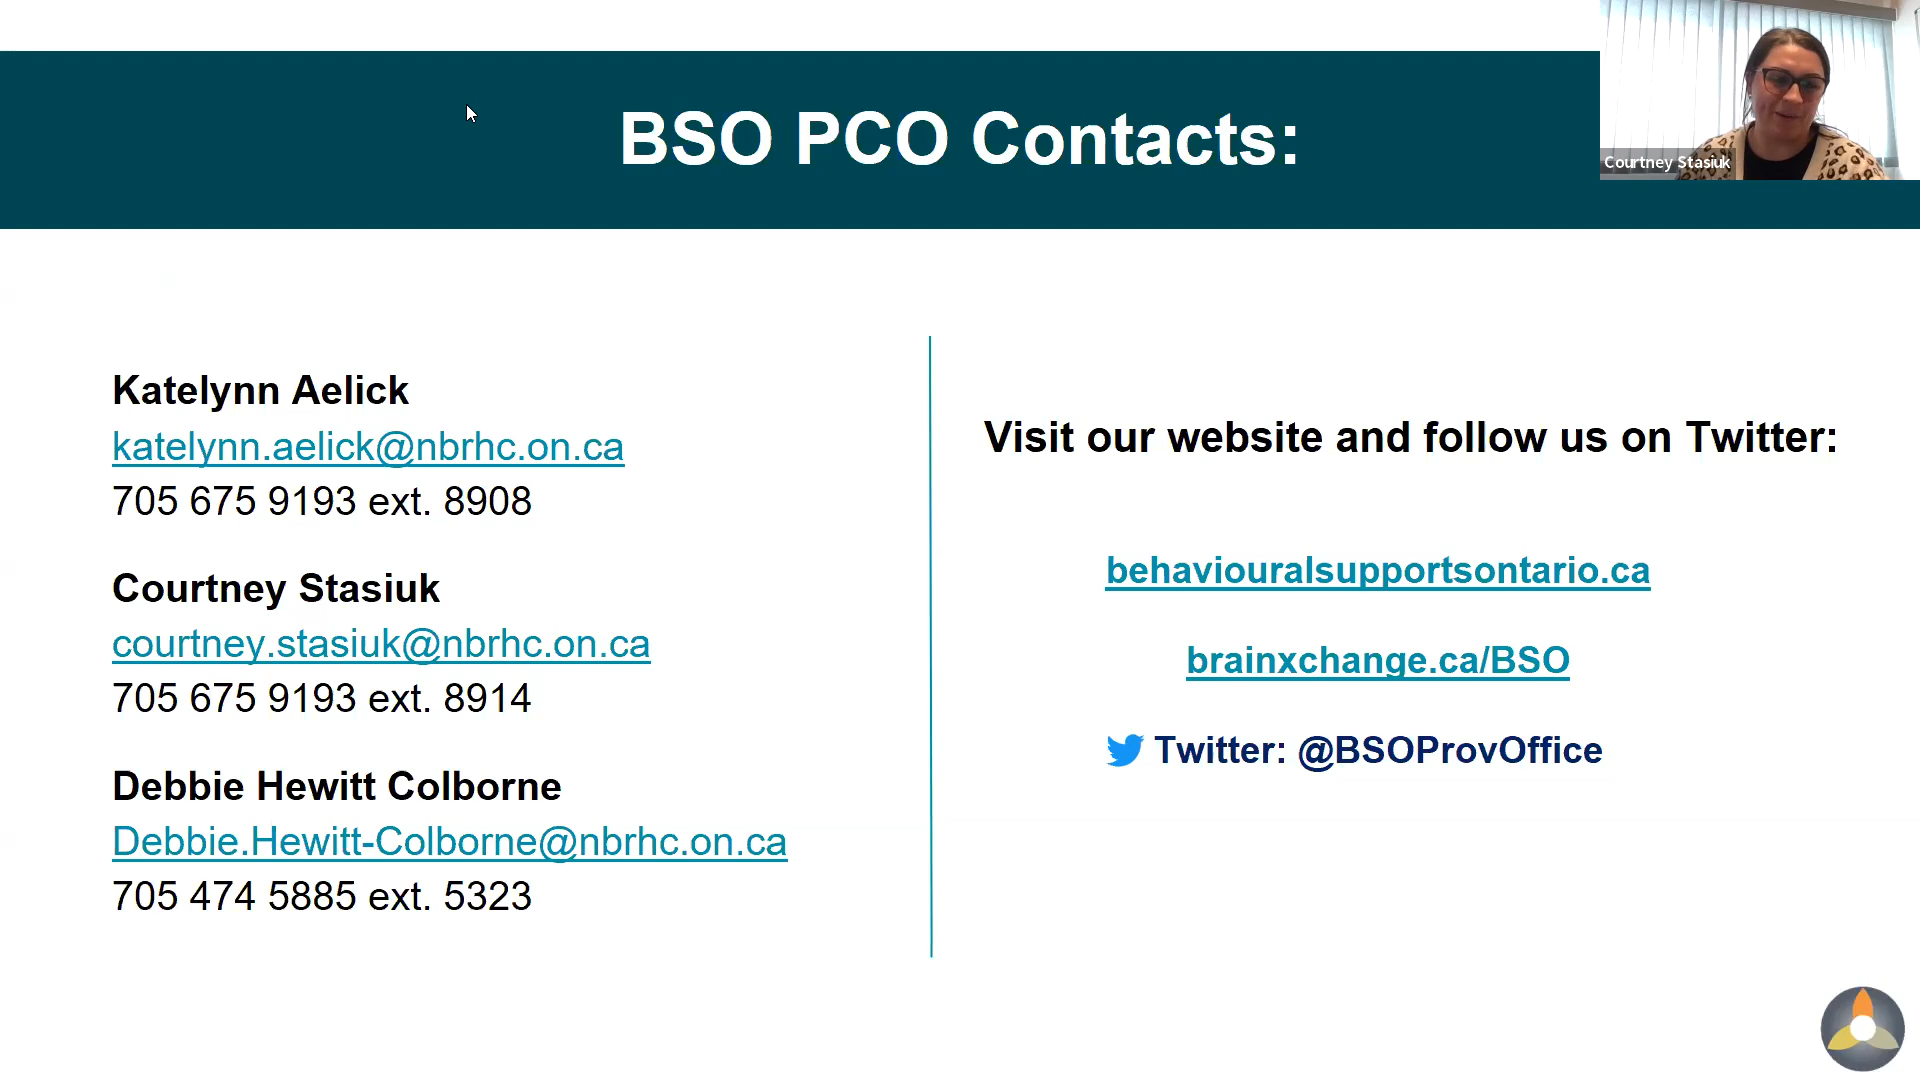 BSO PCO Contacts:
Courtney Stasiuk
Katelynn Aelick
katelynn.aelick@nbrhc.on.ca
705 675 9193 ext. 8908
Courtney Stasiuk
courtney.stasiuk@nbrhc.on.ca
705 675 9193 ext. 8914
Debbie Hewitt Colborne
Debbie.Hewitt-Colborne@nbrhc.on.ca
705 474 5885 ext. 5323
Visit our website and follow us on Twitter:
behaviouralsupportsontario.ca
brainxchange.ca/BSO
Twitter: @BSOProvOffice